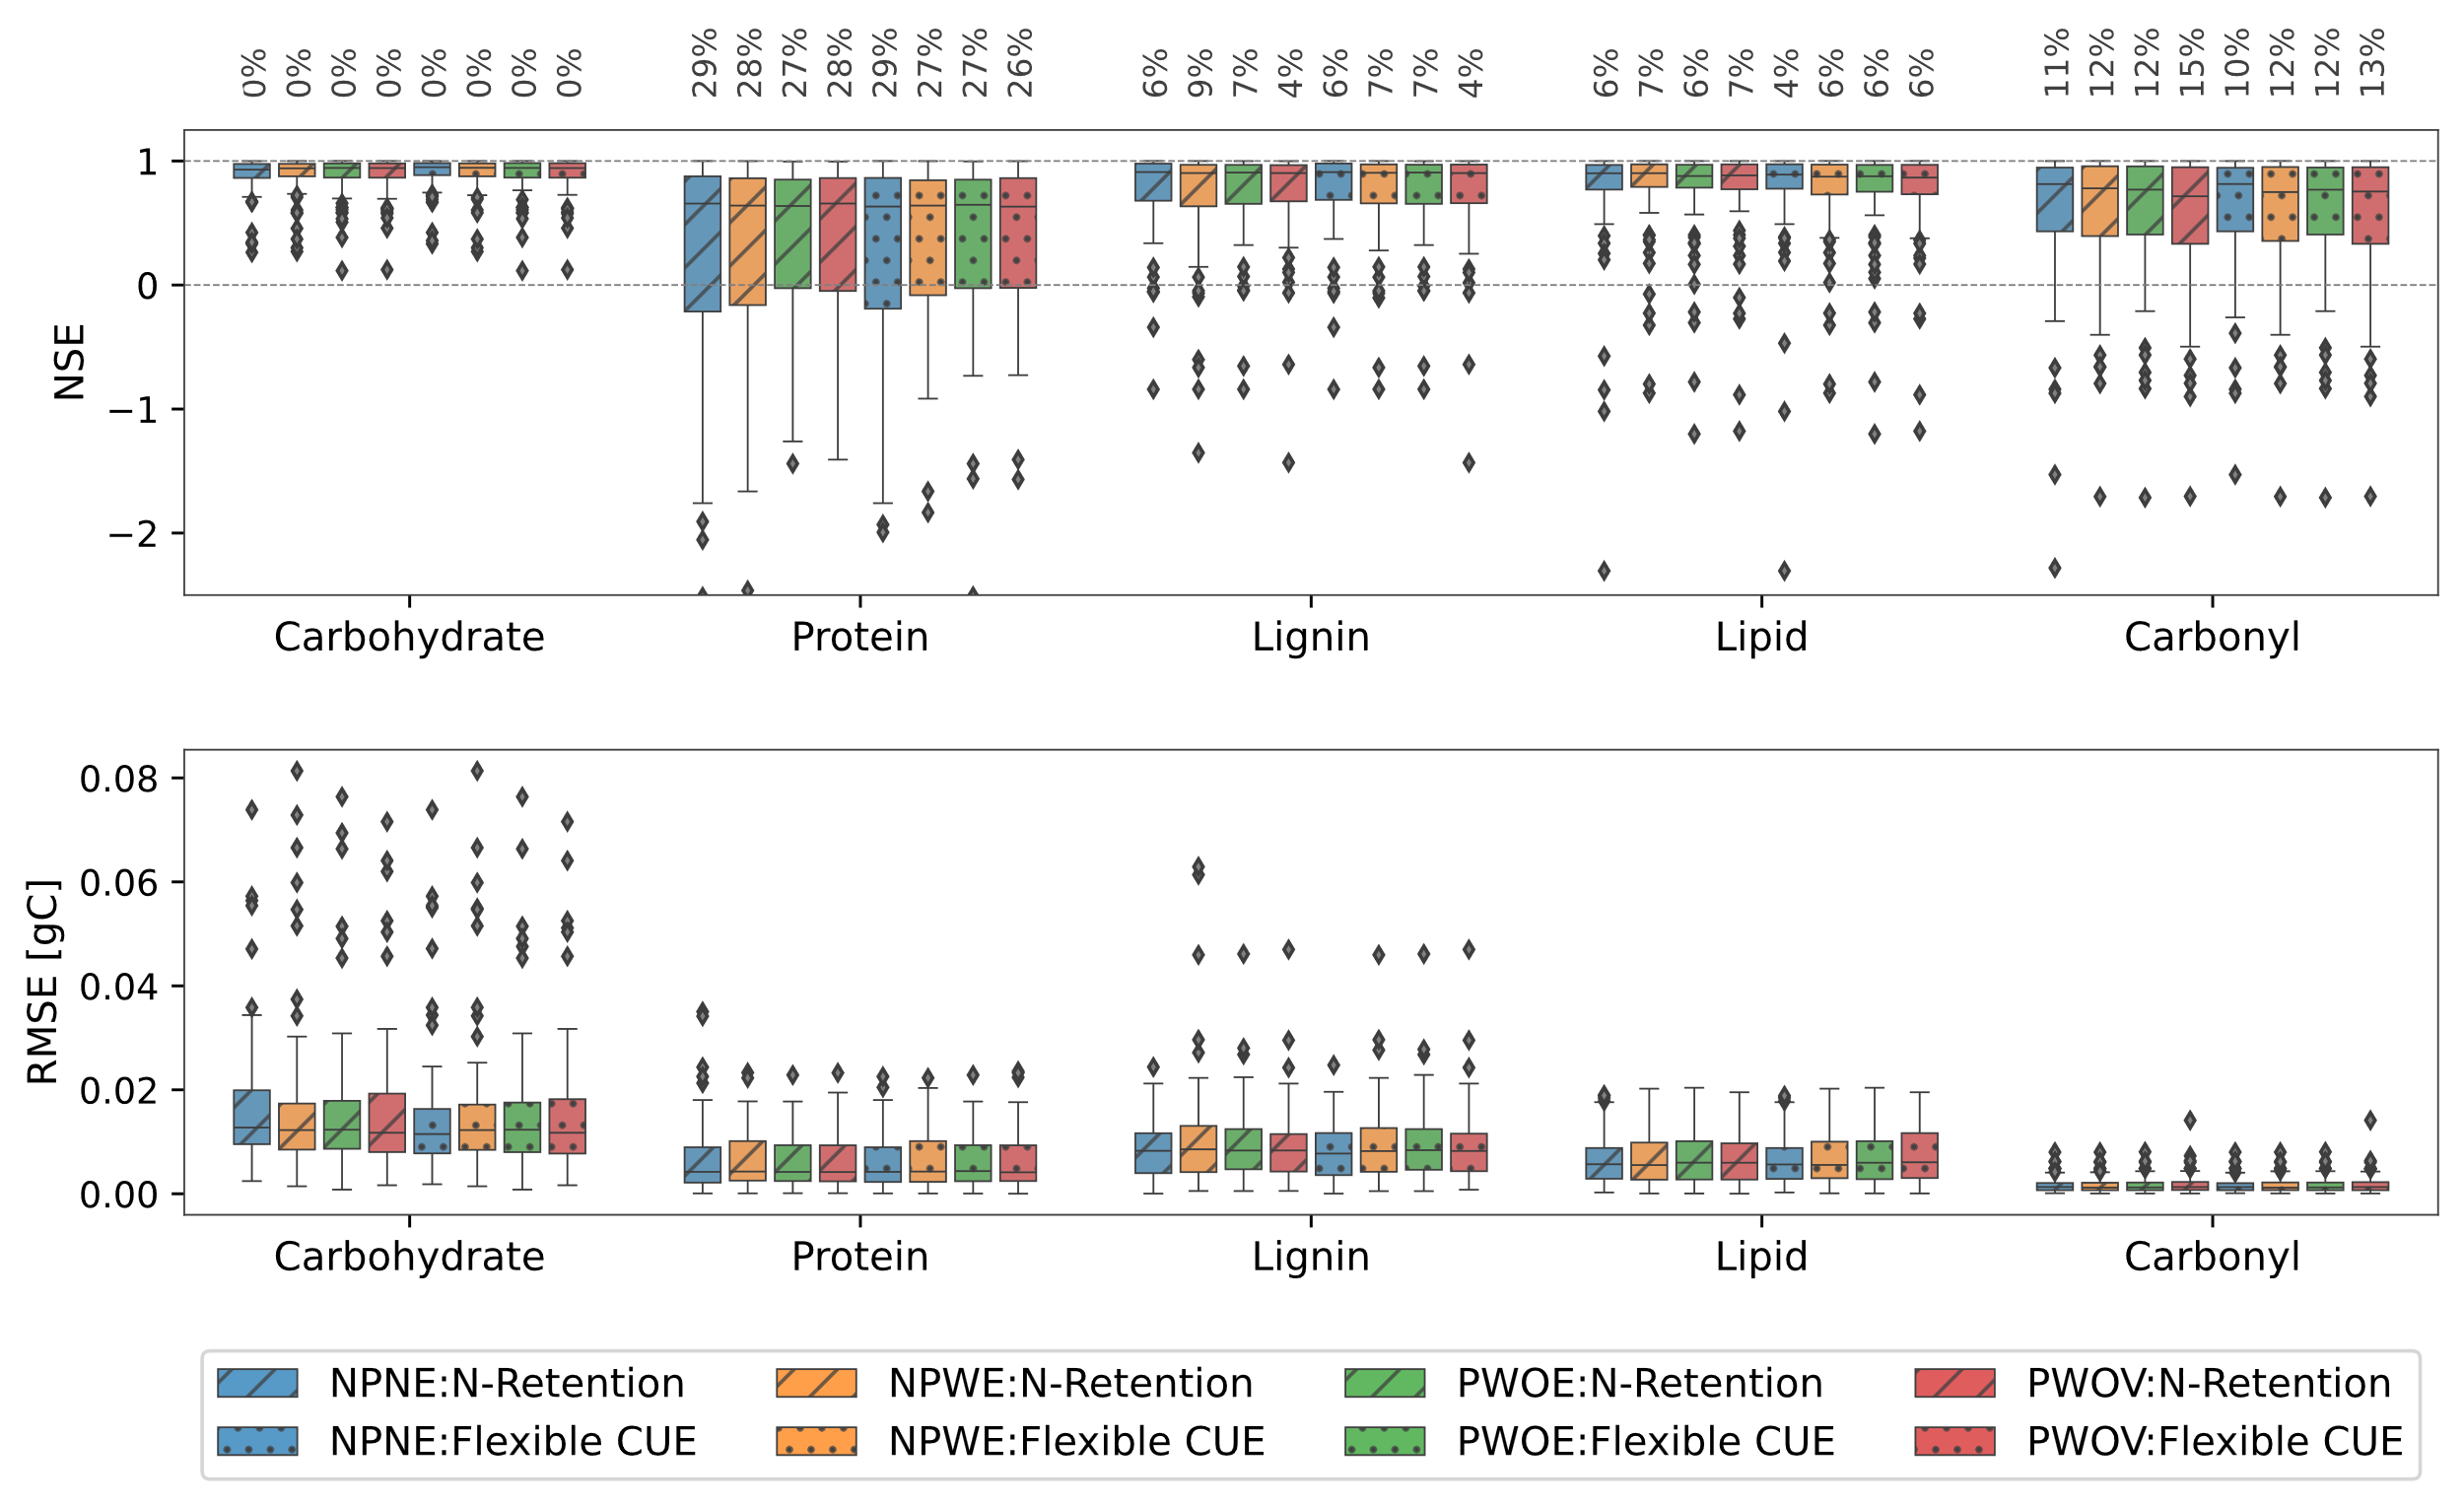 0% 0% 0% 0% 0% 0% 0% 0% 29% 28% 27% 28% 29% 27% 27% 26% 6% 9% 7% 4% 6% 7% 7% 4% 6% 7% 6% 7% 4% 6% 6% 6% 11% 12% 12% 15% 10% 12% 12% 13%
NSE
1
0
−1
−2
Carbohydrate Protein Lignin Lipid Carbonyl
RMSE [gC]
0.08
0.06
0.04
0.02
0.00
Carbohydrate Protein Lignin Lipid Carbonyl
NPNE:N-Retention NPWE:N-Retention PWOE:N-Retention PWOV:N-Retention
NPNE:Flexible CUE NPWE:Flexible CUE PWOE:Flexible CUE PWOV:Flexible CUE